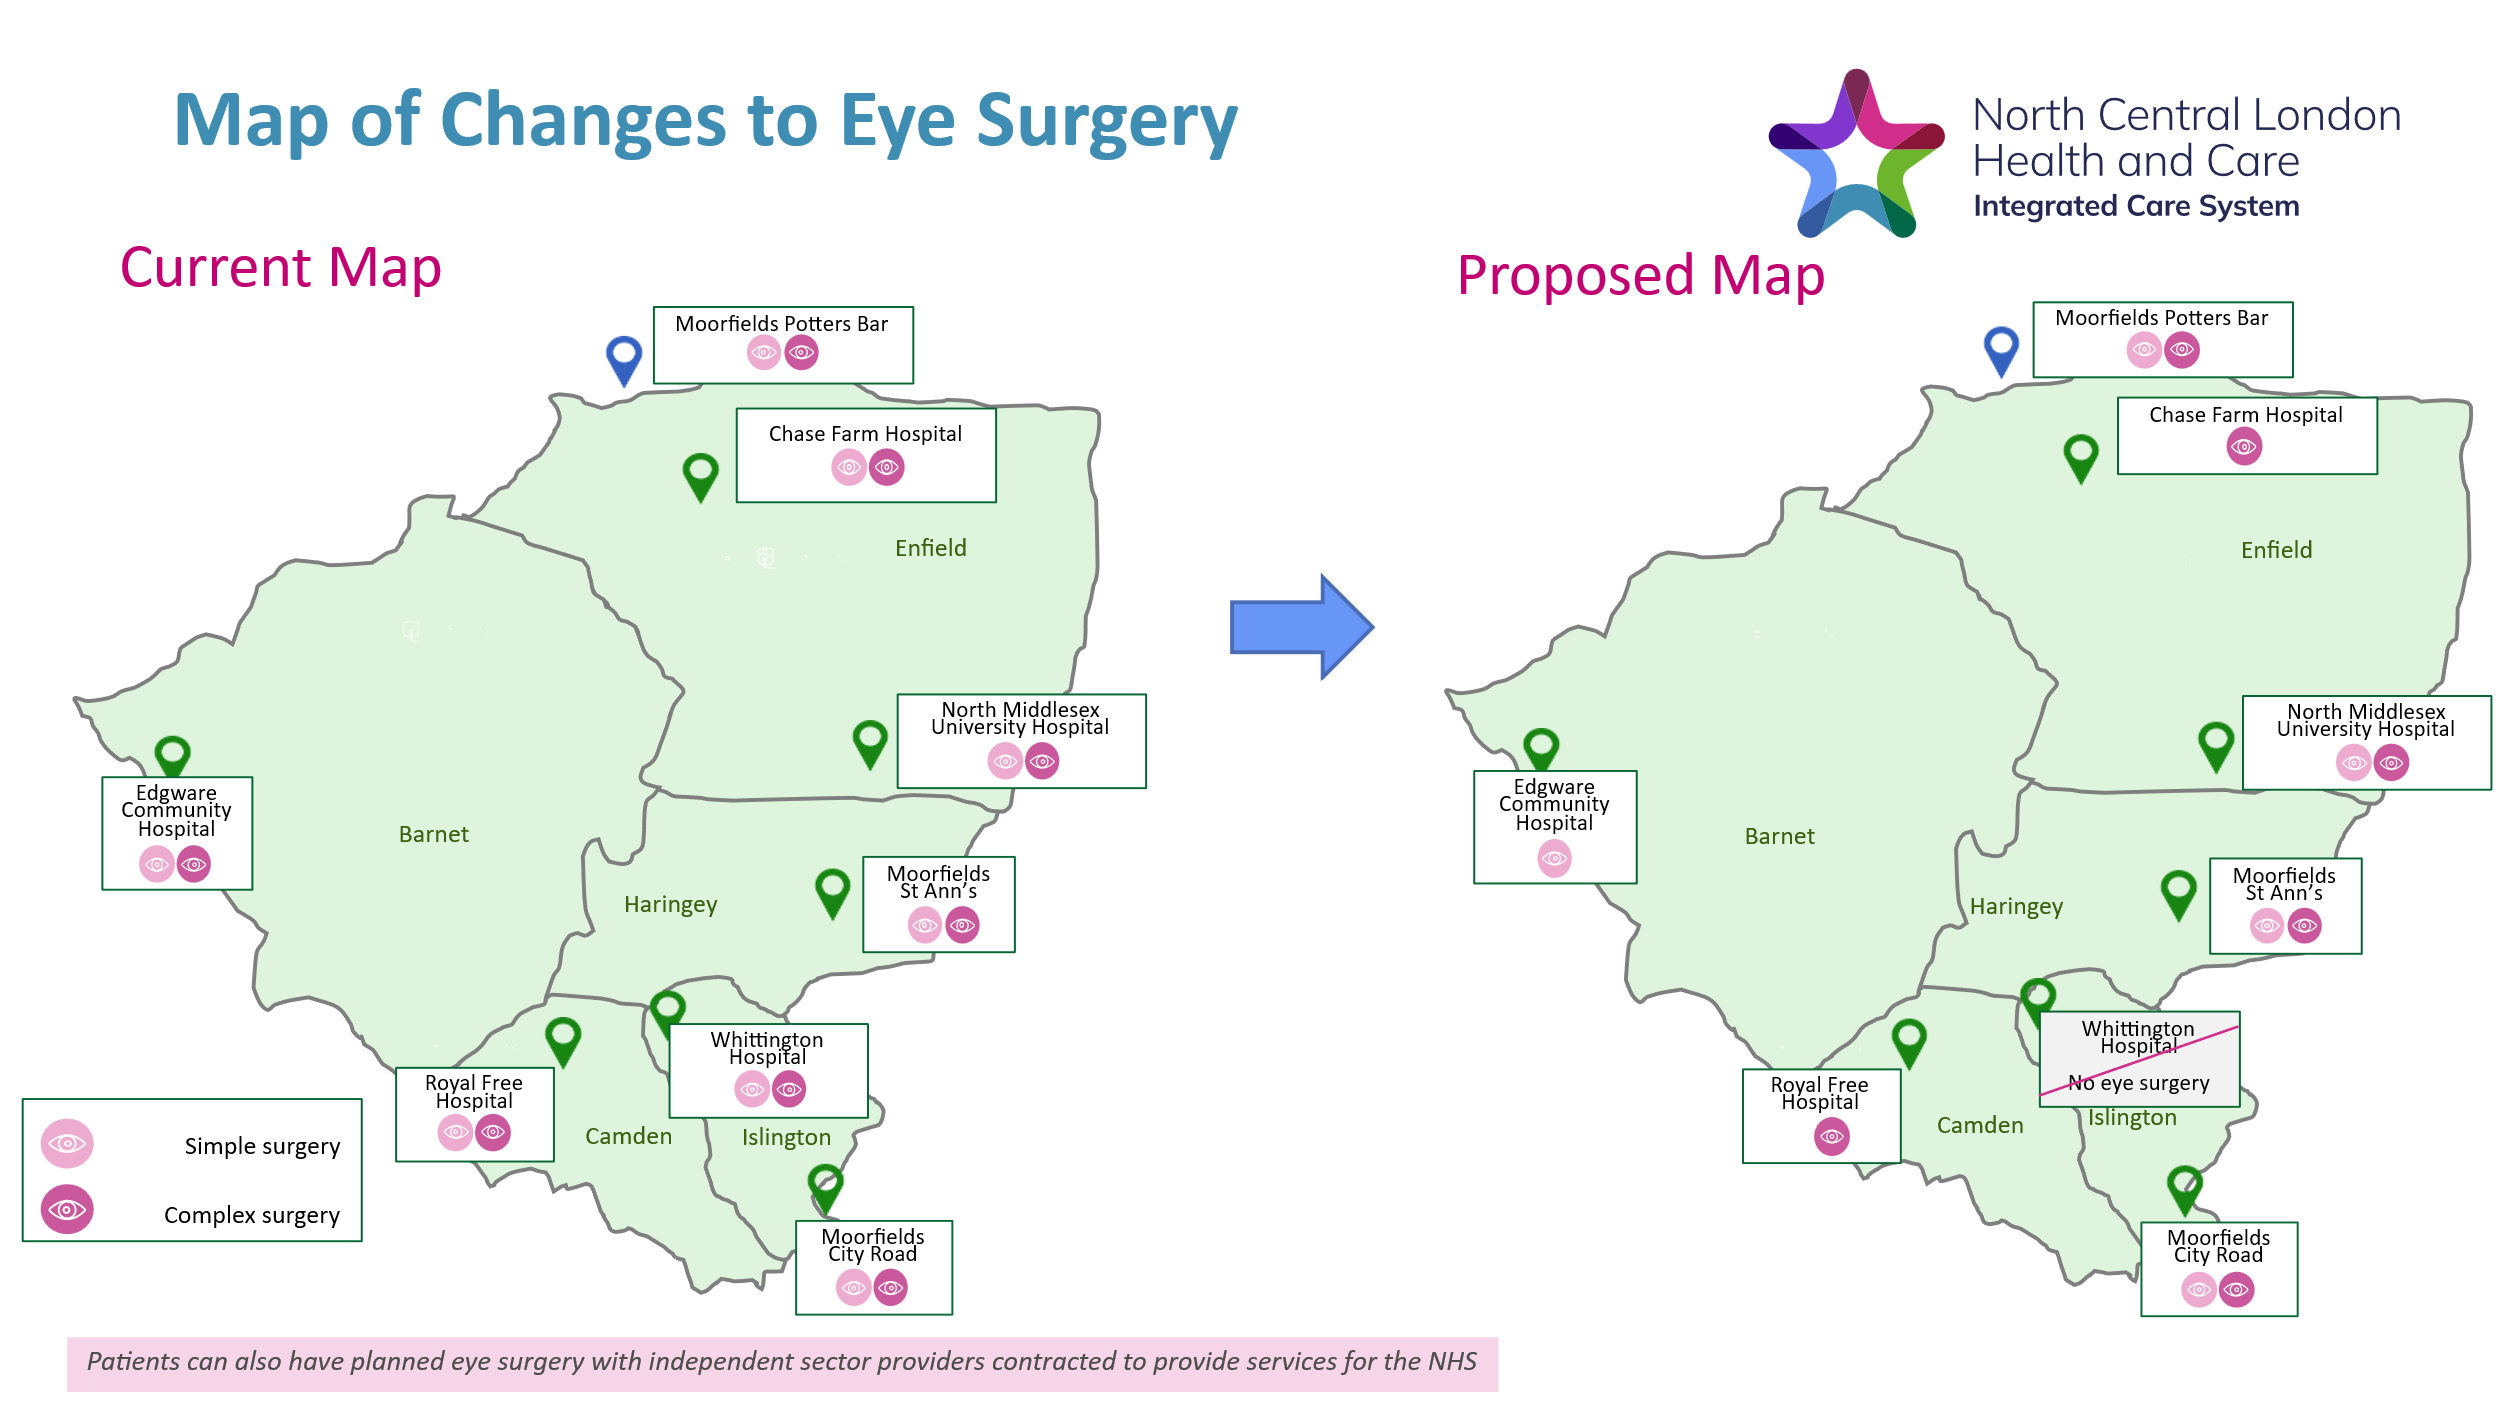 Map of Changes to Eye Surgery
North Central London
Health and Care
Integrated Care System
Current Map
Moorfields Potters Bar
Chase Farm Hospital
Enfield
North Middlesex
University Hospital
Edgware
Community
Hospital
Barnet
Moorfields
St Ann's
Haringey
Whittington
Hospital
Royal Free
Hospital
Camden
Islington
Moorfields
City Road
Simple surgery
Complex surgery
Proposed Map
Moorfields Potters Bar
Chase Farm Hospital
Enfield
North Middlesex
University Hospital
Edgware
Community
Hospital
Barnet
Moorfields
St Ann's
Haringey
Whittington
Hospital
No eye surgery
Royal Free
Hospital
Camden
Islington
Moorfields
City Road
Patients can also have planned eye surgery with independent sector providers contracted to provide services for the NHS